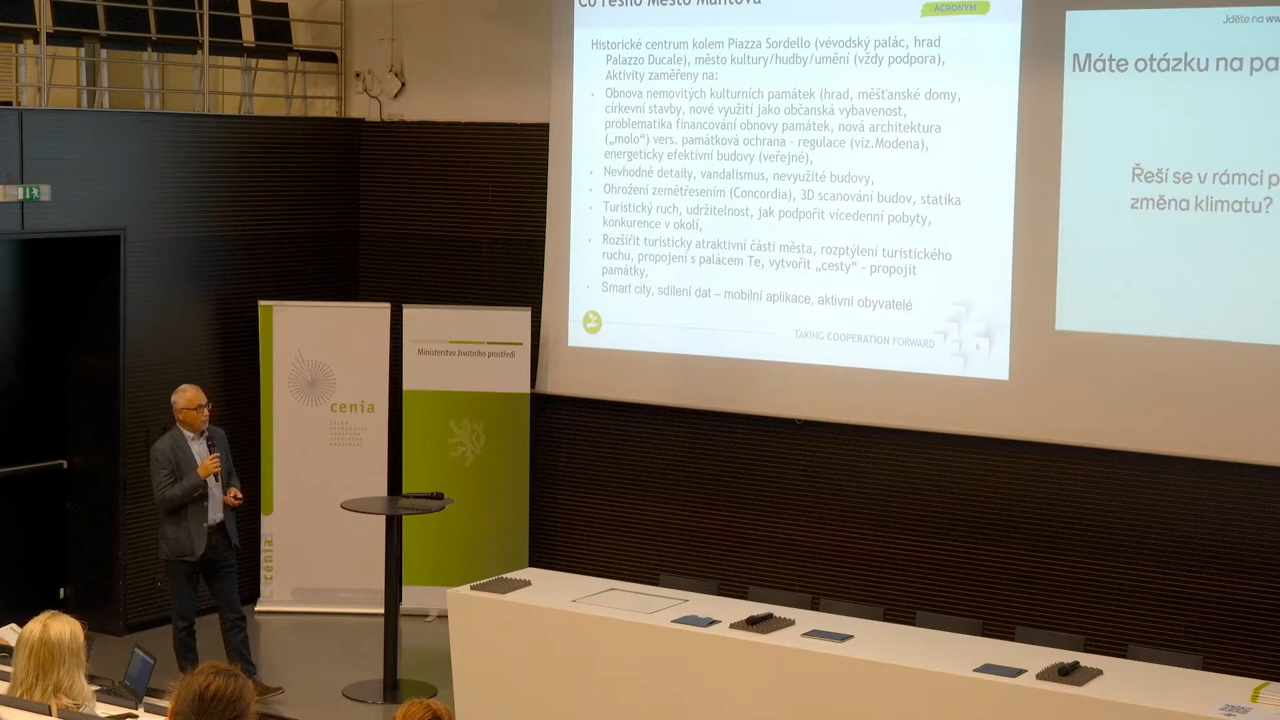 Co řešilo Město Mantova
ACRONYM
Historické centrum kolem Piazza Sordello (vévodský palác, hrad
Palazzo Ducale), město kultury/hudby/umění (vždy podpora),
Aktivity zaměřeny na:
Obnova nemovitých kulturních památek (hrad, měšťanské domy,
církevní stavby, nové využití jako občanská vybavenost,
problematika financování obnovy památek, nová architektura
(„molo“) vers. památková ochrana - regulace (viz.Modena),
energeticky efektivní budovy (veřejné),
Nevhodné detaily, vandalismus, nevyužité budovy,
Ohrožení zemětřesením (Concordia), 3D scanování budov, statika
Turistický ruch, udržitelnost, jak podpořit vícedenní pobyty,
konkurence v okolí,
Rozšířit turisticky atraktivní části města, rozptýlení turistického
ruchu, propojení s palácem Te, vytvořit „cesty“ - propojit
památky,
Smart city, sdílení dat – mobilní aplikace, aktivní obyvatelé
TAKING COOPERATION FORWARD
6
Jděte na
Máte otázku na
Řeší se v rámci
změna klimatu?
cenia
Ministerstvo životního prostředí
cenia